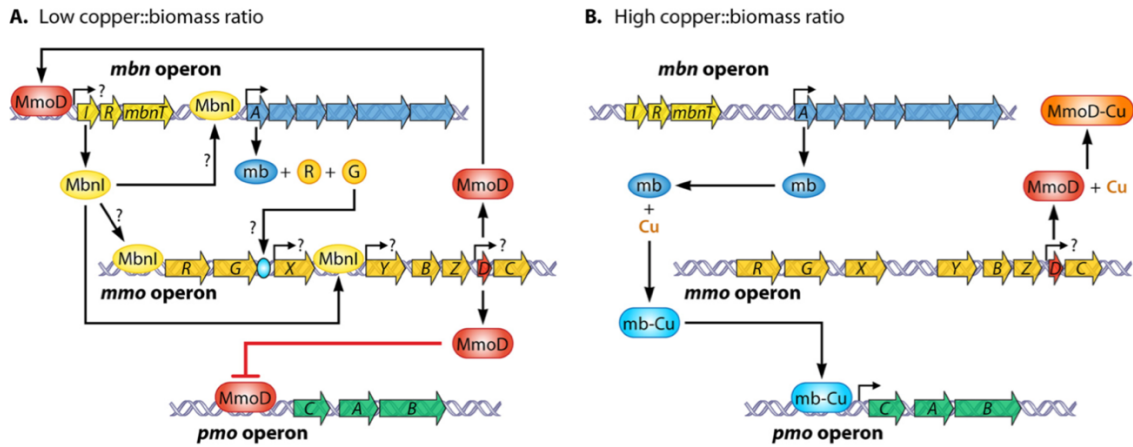 A. Low copper::biomass ratio
mbn operon
MmoD
?
I
R
mbnT
MbnI
A
?
mb + R + G
MbnI
MmoD
?
?
MbnI
R
G
?
X
MbnI
?
Y
B
Z
?
D
C
mmo operon
MmoD
MmoD
C
A
B
pmo operon
B. High copper::biomass ratio
mbn operon
I
R
mbnT
A
MmoD-Cu
mb
+
Cu
mb
MmoD + Cu
?
R
G
X
Y
B
Z
D
C
mmo operon
mb-Cu
mb-Cu
C
A
B
pmo operon